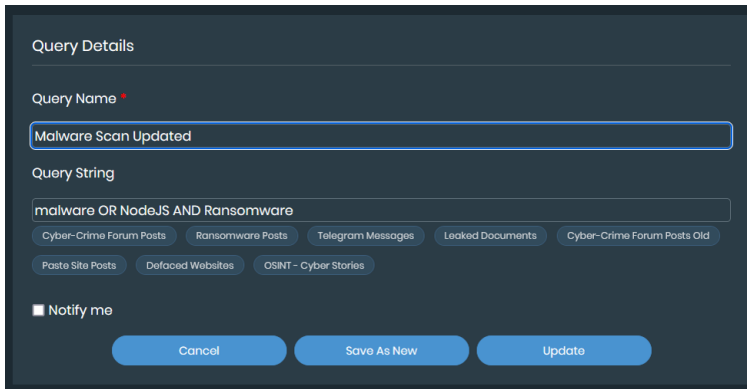 Query Details
Query Name *
Malware Scan Updated
Query String
malware OR NodeJS AND Ransomware
Cyber-Crime Forum Posts Ransomware Posts Telegram Messages Leaked Documents Cyber-Crime Forum Posts Old
Paste Site Posts Defaced Websites OSINT - Cyber Stories
Notify me
Cancel Save As New Update